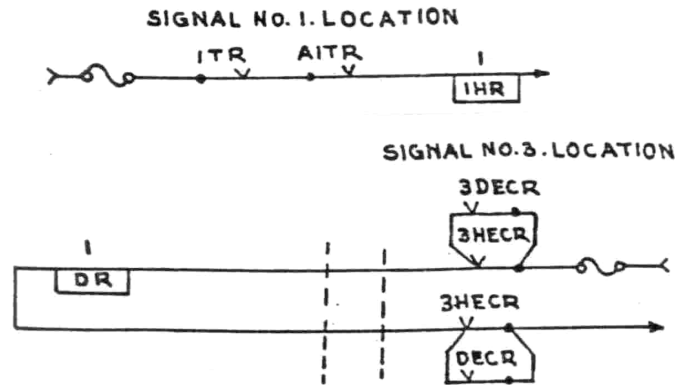 SIGNAL NO. 1. LOCATION
1TR A1TR 1
1HR
SIGNAL NO. 3. LOCATION
3DECR
1 3HECR
DR
3HECR
DECR